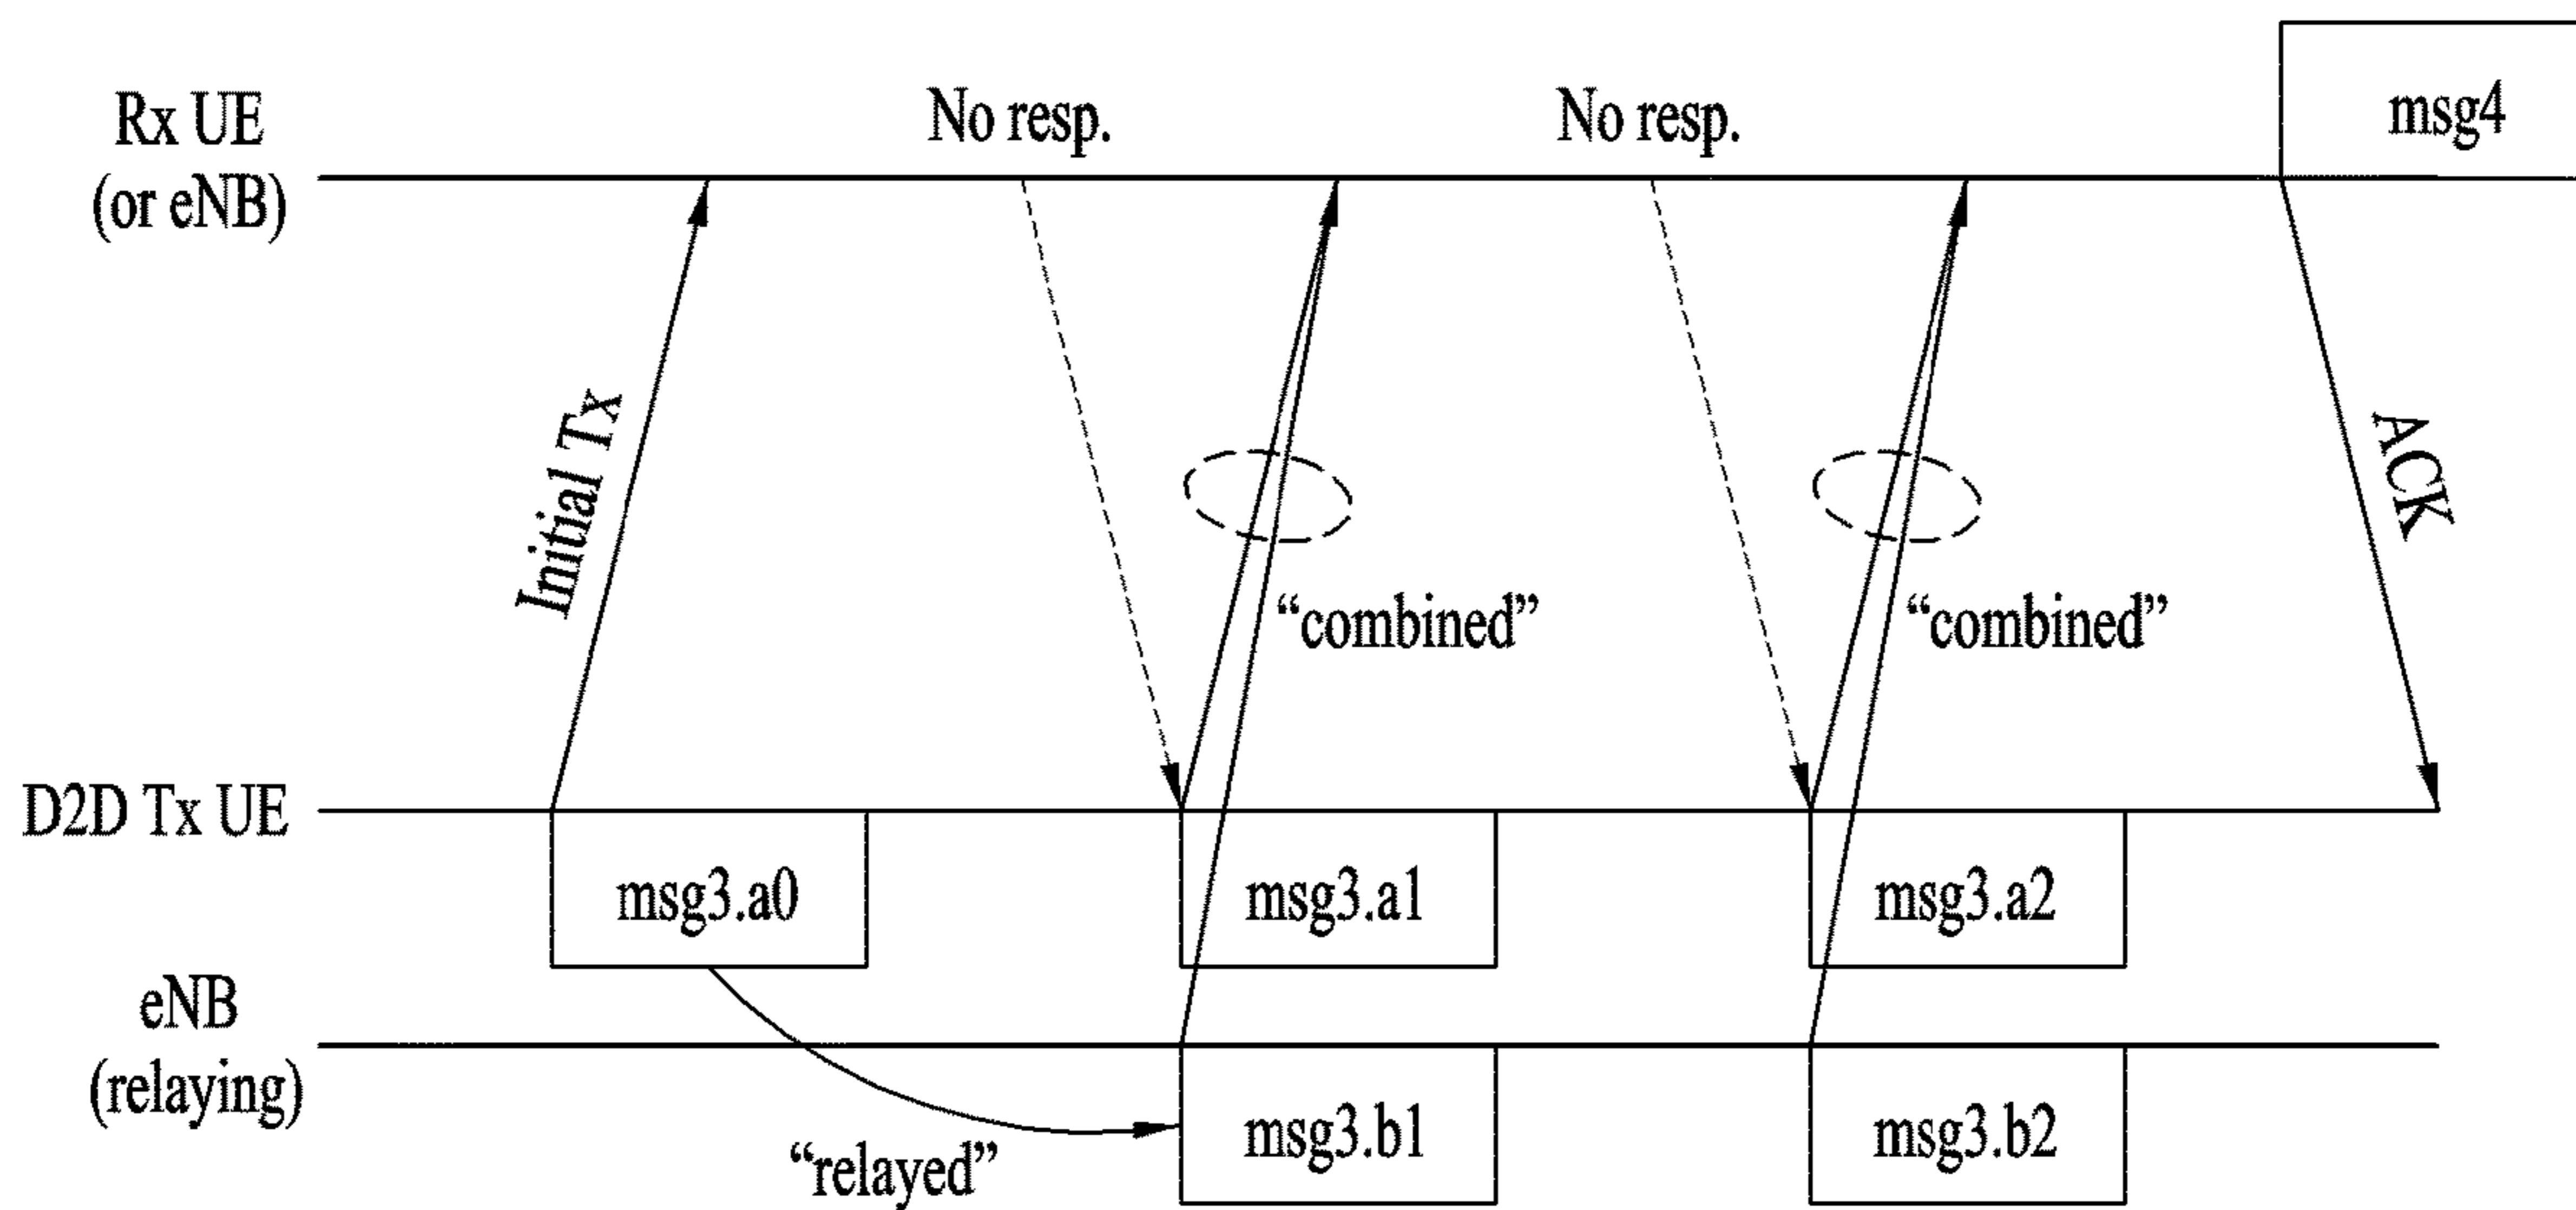 Rx UE
(or eNB)
No resp.
No resp.
msg4
Initial Tx
“combined”
“combined”
ACK
D2D Tx UE
msg3.a0
msg3.a1
msg3.a2
eNB
(relaying)
“relayed”
msg3.b1
msg3.b2